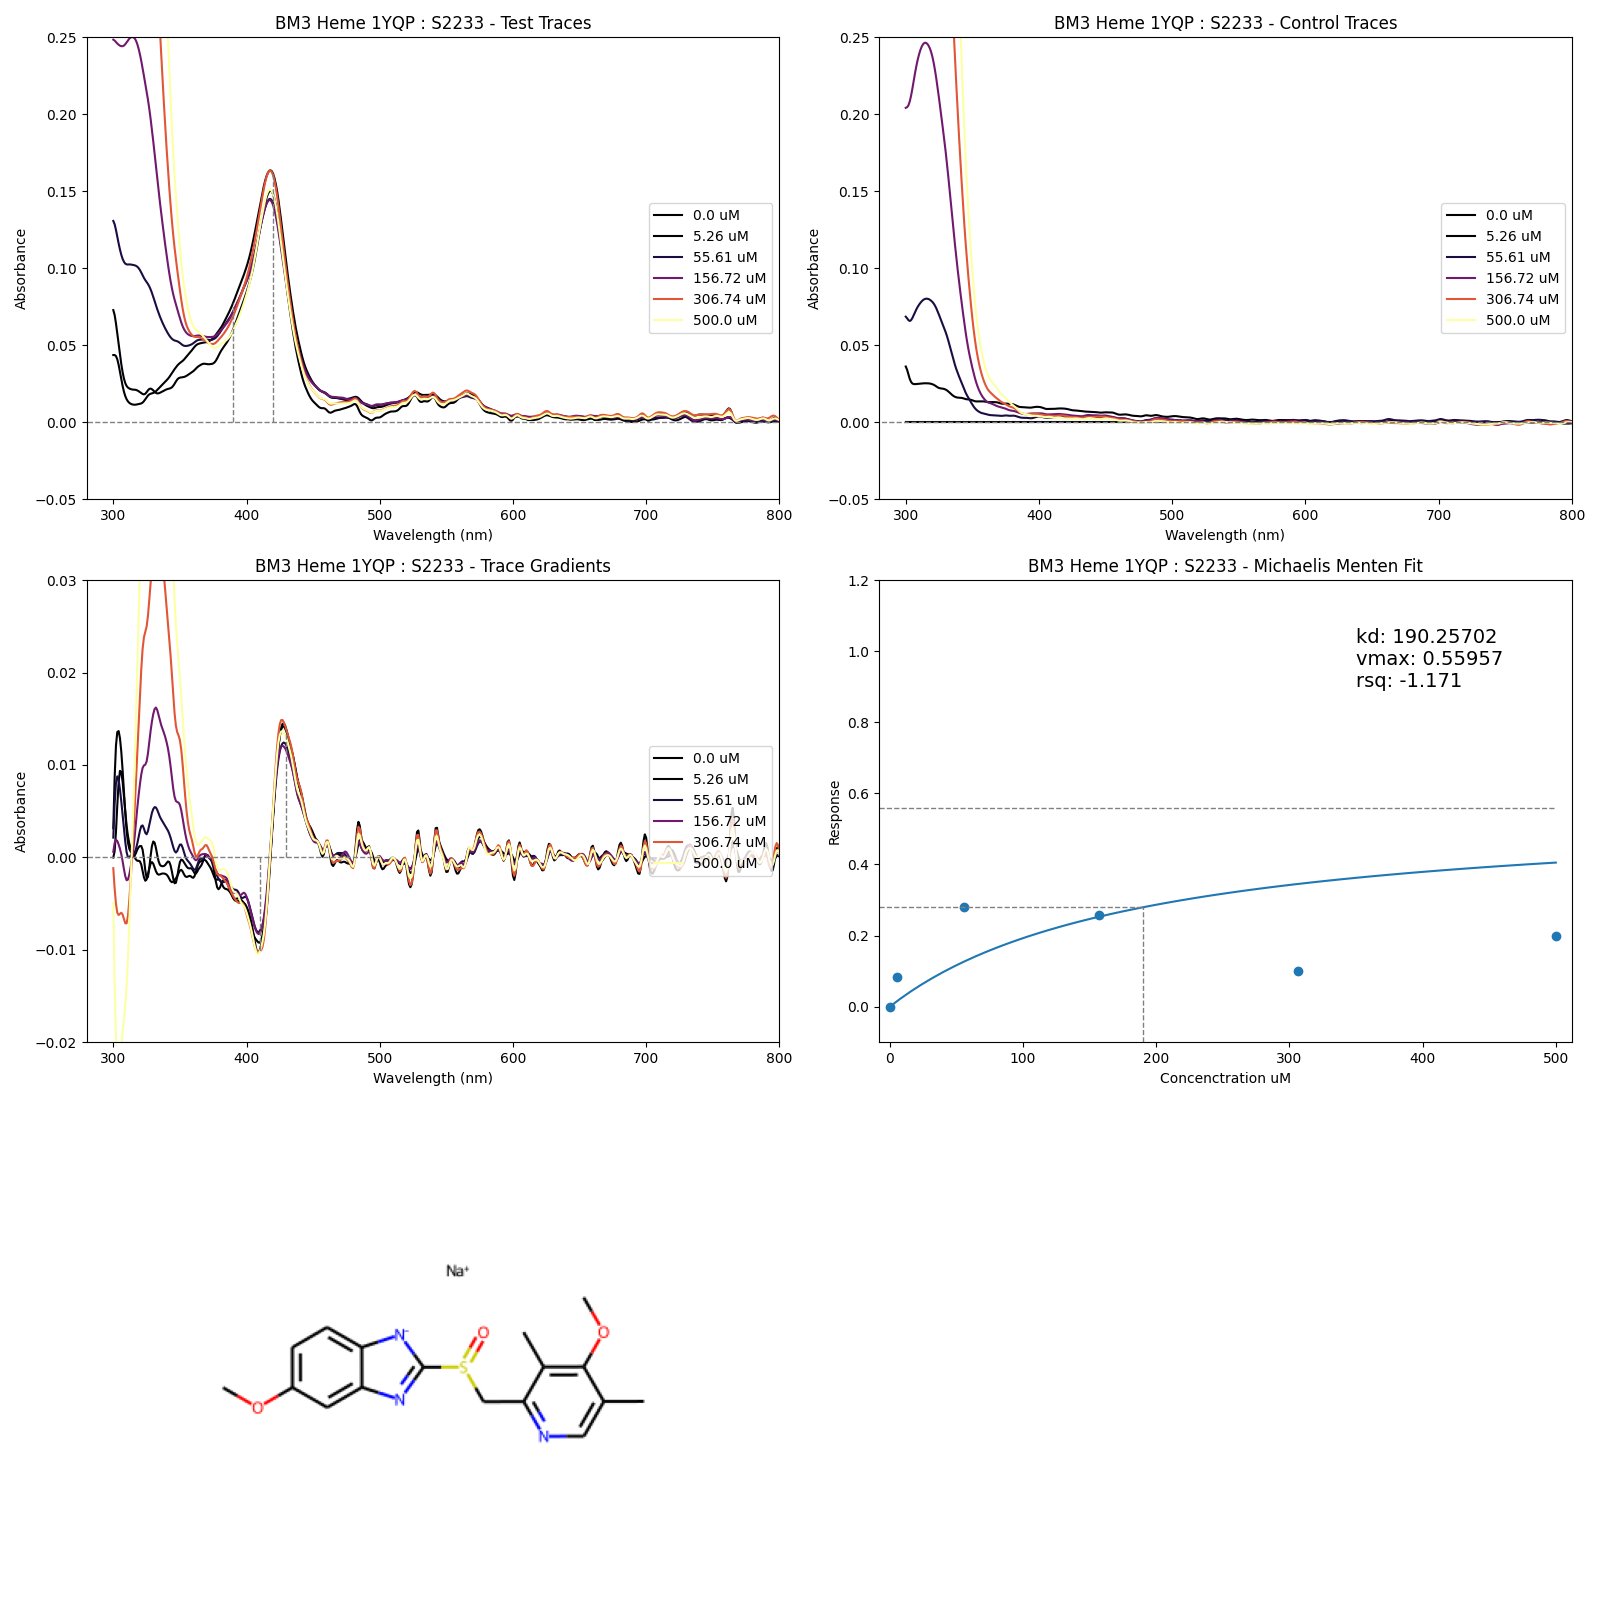 BM3 Heme 1YQP : S2233 - Test Traces
0.25
0.20
0.15
0.10
0.05
0.00
−0.05
Absorbance
300 400 500 600 700 800
Wavelength (nm)
0.0 uM
5.26 uM
55.61 uM
156.72 uM
306.74 uM
500.0 uM
BM3 Heme 1YQP : S2233 - Control Traces
0.25
0.20
0.15
0.10
0.05
0.00
−0.05
Absorbance
300 400 500 600 700 800
Wavelength (nm)
0.0 uM
5.26 uM
55.61 uM
156.72 uM
306.74 uM
500.0 uM
BM3 Heme 1YQP : S2233 - Trace Gradients
0.03
0.02
0.01
0.00
−0.01
−0.02
Absorbance
300 400 500 600 700 800
Wavelength (nm)
0.0 uM
5.26 uM
55.61 uM
156.72 uM
306.74 uM
500.0 uM
BM3 Heme 1YQP : S2233 - Michaelis Menten Fit
1.2
1.0
0.8
0.6
0.4
0.2
0.0
Response
kd: 190.25702
vmax: 0.55957
rsq: -1.171
0 100 200 300 400 500
Concenctration uM
Na⁺
O
O
N⁻
S
N
O
N